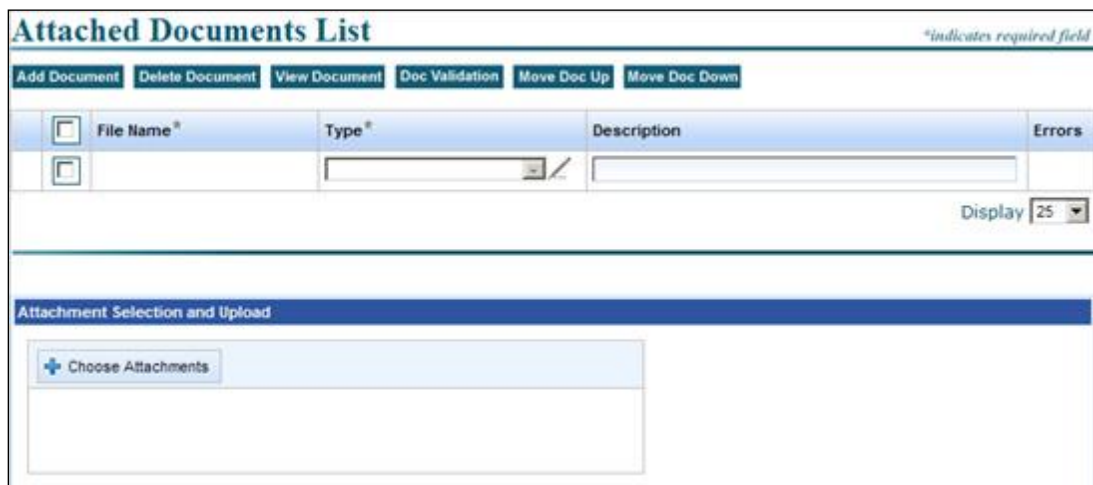 Attached Documents List
*indicates required field
Add Document Delete Document View Document Doc Validation Move Doc Up Move Doc Down
File Name* Type* Description Errors
Display 25
Attachment Selection and Upload
Choose Attachments